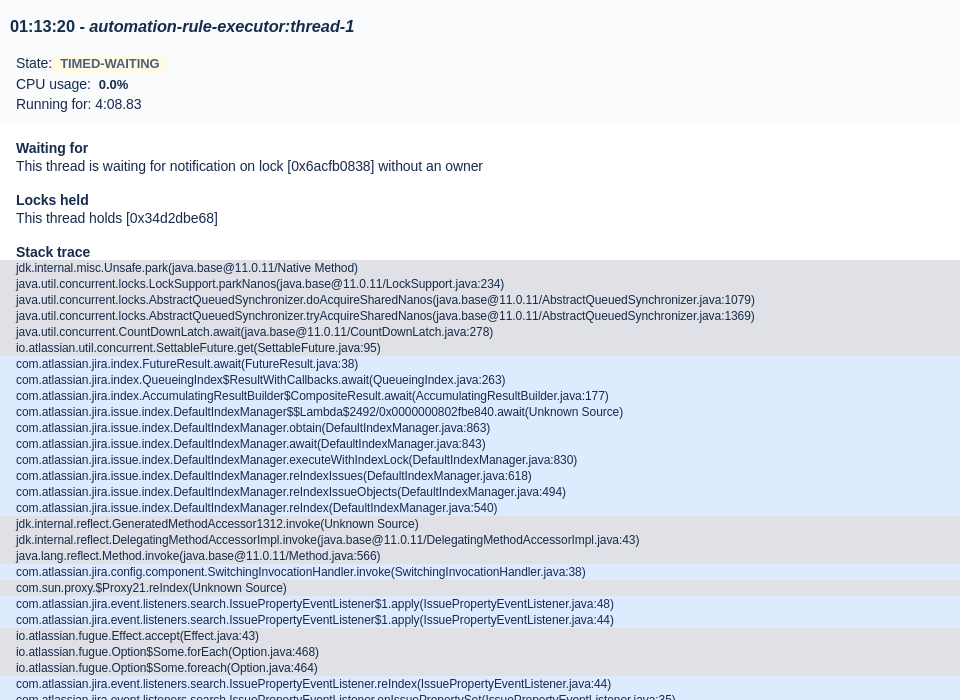 01:13:20 - automation-rule-executor:thread-1
State: TIMED-WAITING
CPU usage: 0.0%
Running for: 4:08.83
Waiting for
This thread is waiting for notification on lock [0x6acfb0838] without an owner
Locks held
This thread holds [0x34d2dbe68]
Stack trace
jdk.internal.misc.Unsafe.park(java.base@11.0.11/Native Method)
java.util.concurrent.locks.LockSupport.parkNanos(java.base@11.0.11/LockSupport.java:234)
java.util.concurrent.locks.AbstractQueuedSynchronizer.doAcquireSharedNanos(java.base@11.0.11/AbstractQueuedSynchronizer.java:1079)
java.util.concurrent.locks.AbstractQueuedSynchronizer.tryAcquireSharedNanos(java.base@11.0.11/AbstractQueuedSynchronizer.java:1369)
java.util.concurrent.CountDownLatch.await(java.base@11.0.11/CountDownLatch.java:278)
io.atlassian.util.concurrent.SettableFuture.get(SettableFuture.java:95)
com.atlassian.jira.index.FutureResult.await(FutureResult.java:38)
com.atlassian.jira.index.QueueingIndex$ResultWithCallbacks.await(QueueingIndex.java:263)
com.atlassian.jira.index.AccumulatingResultBuilder$CompositeResult.await(AccumulatingResultBuilder.java:177)
com.atlassian.jira.issue.index.DefaultIndexManager$$Lambda$2492/0x0000000802fbe840.await(Unknown Source)
com.atlassian.jira.issue.index.DefaultIndexManager.obtain(DefaultIndexManager.java:863)
com.atlassian.jira.issue.index.DefaultIndexManager.await(DefaultIndexManager.java:843)
com.atlassian.jira.issue.index.DefaultIndexManager.executeWithIndexLock(DefaultIndexManager.java:830)
com.atlassian.jira.issue.index.DefaultIndexManager.reIndexIssues(DefaultIndexManager.java:618)
com.atlassian.jira.issue.index.DefaultIndexManager.reIndexIssueObjects(DefaultIndexManager.java:494)
com.atlassian.jira.issue.index.DefaultIndexManager.reIndex(DefaultIndexManager.java:540)
jdk.internal.reflect.GeneratedMethodAccessor1312.invoke(Unknown Source)
jdk.internal.reflect.DelegatingMethodAccessorImpl.invoke(java.base@11.0.11/DelegatingMethodAccessorImpl.java:43)
java.lang.reflect.Method.invoke(java.base@11.0.11/Method.java:566)
com.atlassian.jira.config.component.SwitchingInvocationHandler.invoke(SwitchingInvocationHandler.java:38)
com.sun.proxy.$Proxy21.reIndex(Unknown Source)
com.atlassian.jira.event.listeners.search.IssuePropertyEventListener$1.apply(IssuePropertyEventListener.java:48)
com.atlassian.jira.event.listeners.search.IssuePropertyEventListener$1.apply(IssuePropertyEventListener.java:44)
io.atlassian.fugue.Effect.accept(Effect.java:43)
io.atlassian.fugue.Option$Some.forEach(Option.java:468)
io.atlassian.fugue.Option$Some.foreach(Option.java:464)
com.atlassian.jira.event.listeners.search.IssuePropertyEventListener.reIndex(IssuePropertyEventListener.java:44)
com.atlassian.jira.event.listeners.search.IssuePropertyEventListener.onIssuePropertySet(IssuePropertyEventListener.java:35)